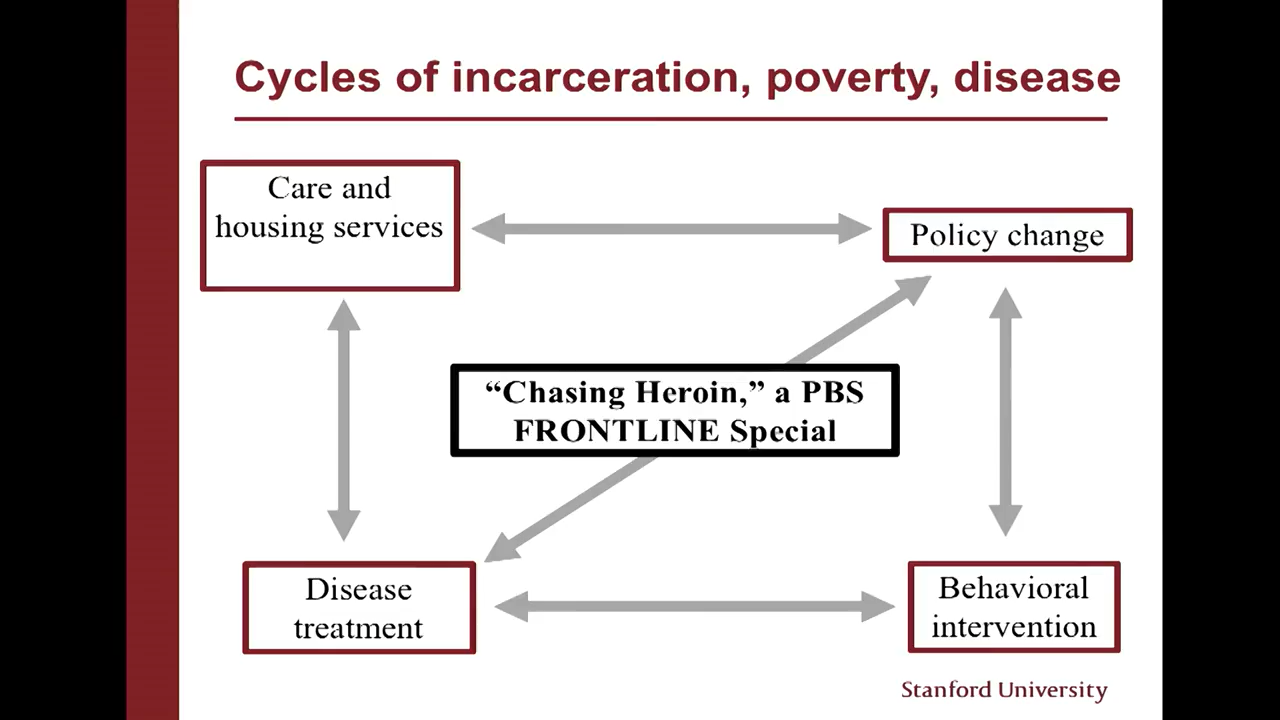 Cycles of incarceration, poverty, disease
Care and
housing services
Policy change
“Chasing Heroin,” a PBS
FRONTLINE Special
Disease
treatment
Behavioral
intervention
Stanford University